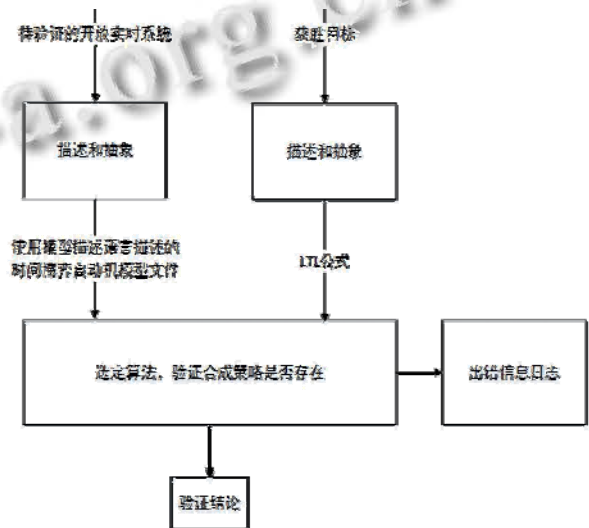 待验证的开放实时系统
获胜目标
描述和抽象
描述和抽象
使用模型描述语言描述的
时间博弈自动机模型文件
LTL公式
选定算法，验证合成策略是否存在
出错信息日志
验证结论
a.org.cn